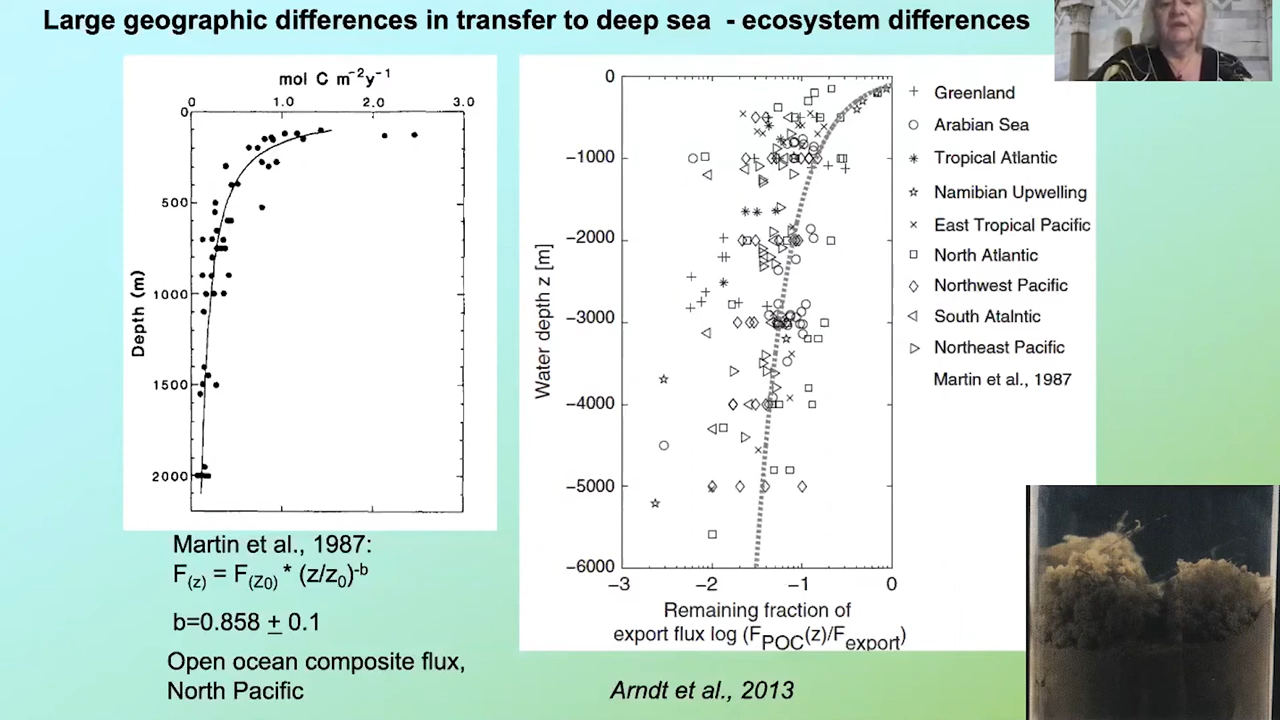 Large geographic differences in transfer to deep sea - ecosystem differences
mol C m⁻²y⁻¹
0 1.0 2.0 3.0
0
500
1000
1500
2000
Depth (m)
Martin et al., 1987:
F(z) = F(Z0) * (z/z0)-b
b=0.858 ± 0.1
Open ocean composite flux,
North Pacific
0
−1000
−2000
−3000
−4000
−5000
−6000
Water depth z [m]
−3 −2 −1 0
Remaining fraction of
export flux log (FPOC(z)/Fexport)
Greenland
Arabian Sea
Tropical Atlantic
Namibian Upwelling
East Tropical Pacific
North Atlantic
Northwest Pacific
South Atalntic
Northeast Pacific
Martin et al., 1987
Arndt et al., 2013